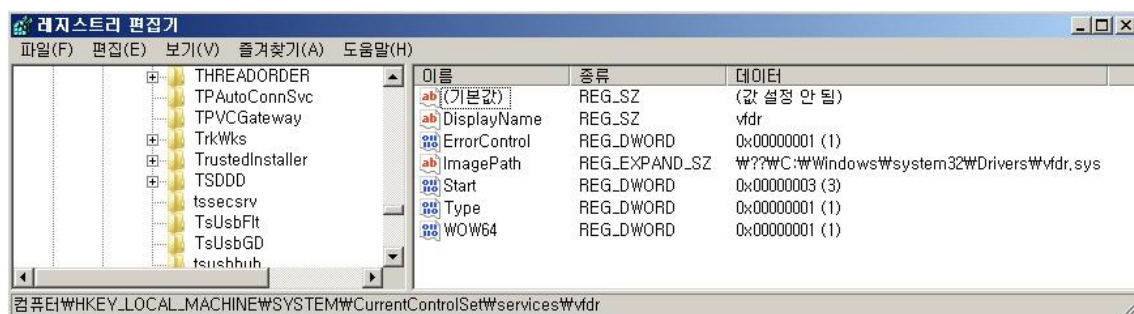 레지스트리 편집기
파일(F) 편집(E) 보기(V) 즐겨찾기(A) 도움말(H)
THREADORDER
TPAutoConnSvc
TPVCGateway
TrkWks
TrustedInstaller
TSDDD
tssecsrv
TsUsbFlt
TsUsbGD
tsusbhub
이름 종류 데이터
(기본값) REG_SZ (값 설정 안 됨)
DisplayName REG_SZ vfdr
ErrorControl REG_DWORD 0x00000001 (1)
ImagePath REG_EXPAND_SZ ₩??₩C:₩Windows₩system32₩Drivers₩vfdr.sys
Start REG_DWORD 0x00000003 (3)
Type REG_DWORD 0x00000001 (1)
WOW64 REG_DWORD 0x00000001 (1)
컴퓨터₩HKEY_LOCAL_MACHINE₩SYSTEM₩CurrentControlSet₩services₩vfdr